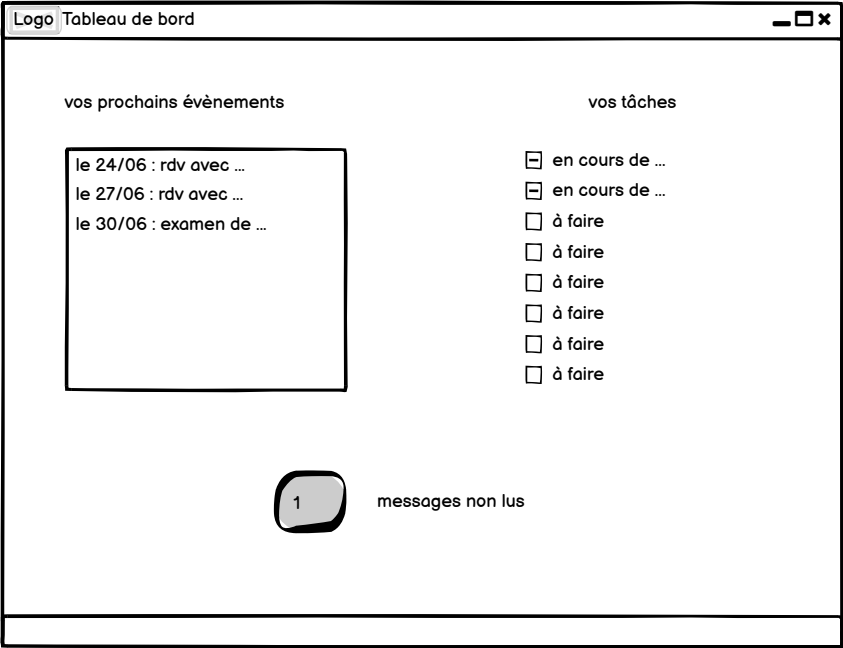 Logo Tableau de bord
vos prochains évènements
le 24/06 : rdv avec ...
le 27/06 : rdv avec ...
le 30/06 : examen de ...
vos tâches
en cours de ...
en cours de ...
à faire
à faire
à faire
à faire
à faire
à faire
1 messages non lus